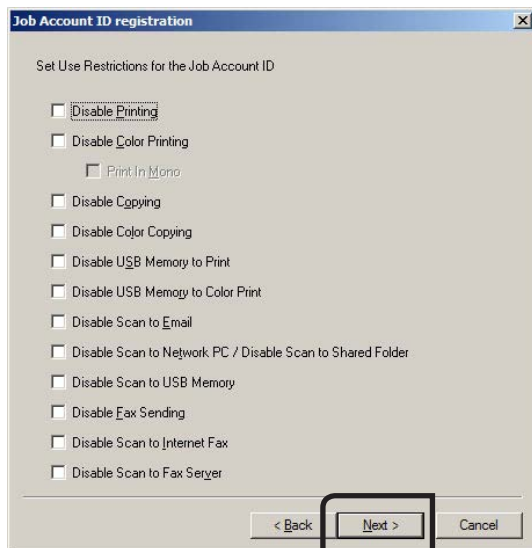 Job Account ID registration
Set Use Restrictions for the Job Account ID
Disable Printing
Disable Color Printing
Print In Mono
Disable Copying
Disable Color Copying
Disable USB Memory to Print
Disable USB Memory to Color Print
Disable Scan to Email
Disable Scan to Network PC / Disable Scan to Shared Folder
Disable Scan to USB Memory
Disable Fax Sending
Disable Scan to Internet Fax
Disable Scan to Fax Server
< Back Next > Cancel